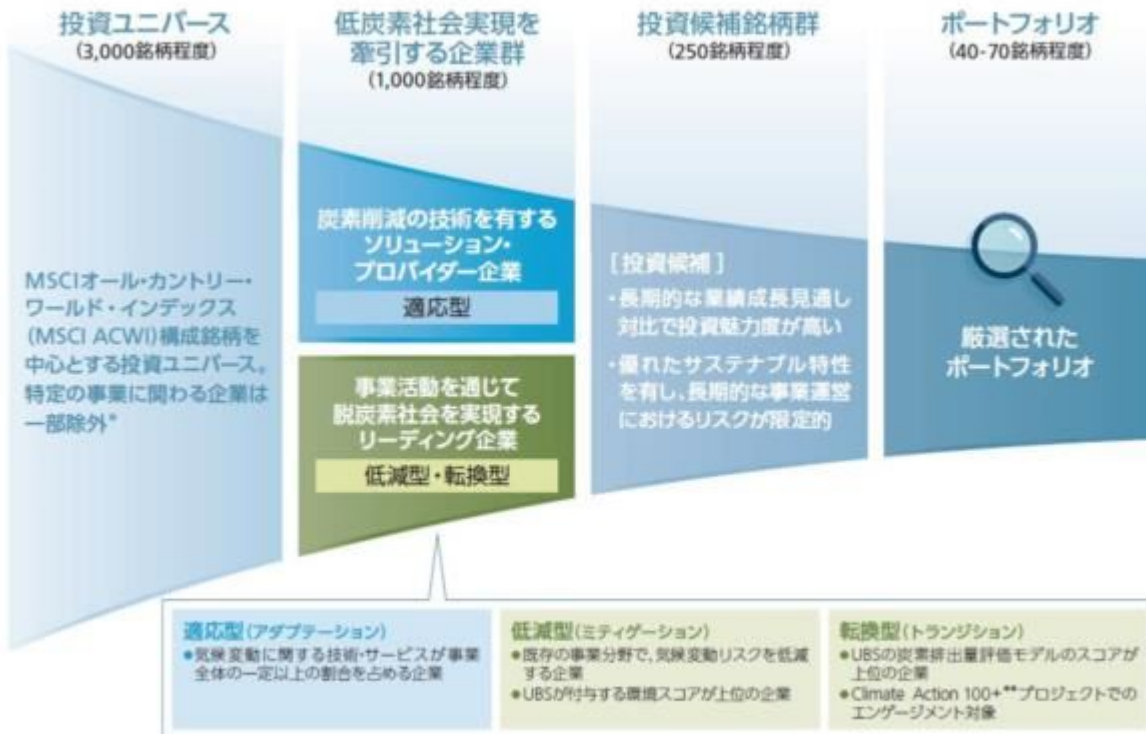 投資ユニバース
(3,000銘柄程度)
低炭素社会実現を
牽引する企業群
(1,000銘柄程度)
投資候補銘柄群
(250銘柄程度)
ポートフォリオ
(40-70銘柄程度)
MSCIオール・カントリー・
ワールド・インデックス
(MSCI ACWI)構成銘柄を
中心とする投資ユニバース。
特定の事業に関わる企業は
一部除外*
炭素削減の技術を有する
ソリューション・
プロバイダー企業
適応型
事業活動を通じて
脱炭素社会を実現する
リーディング企業
低減型・転換型
[投資候補]
・長期的な業績成長見通し
対比で投資魅力度が高い
・優れたサステナブル特性
を有し、長期的な事業運営
におけるリスクが限定的
厳選された
ポートフォリオ
適応型(アダプテーション)
●気候変動に関する技術・サービスが事業
全体の一定以上の割合を占める企業
低減型(ミティゲーション)
●既存の事業分野で、気候変動リスクを低減
する企業
●UBSが付与する環境スコアが上位の企業
転換型(トランジション)
●UBSの炭素排出量評価モデルのスコアが
上位の企業
●Climate Action 100+**プロジェクトでの
エンゲージメント対象